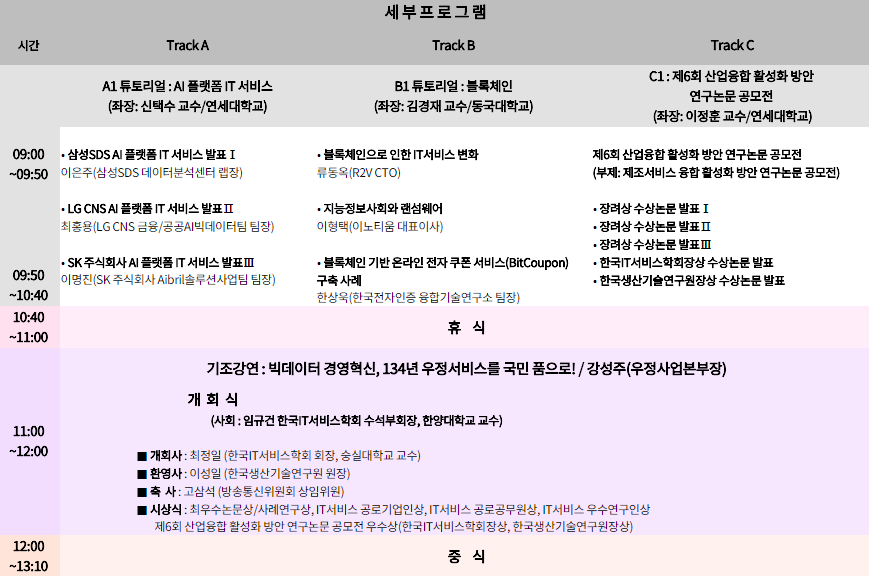 세부프로그램
시간
Track A
Track B
Track C
A1 튜토리얼 : AI 플랫폼 IT 서비스
(좌장: 신택수 교수/연세대학교)
B1 튜토리얼 : 블록체인
(좌장: 김경재 교수/동국대학교)
C1 : 제6회 산업융합 활성화 방안
연구논문 공모전
(좌장: 이정훈 교수/연세대학교)
09:00
~09:50
• 삼성SDS AI 플랫폼 IT 서비스 발표Ⅰ
이은주(삼성SDS 데이터분석센터 랩장)
• LG CNS AI 플랫폼 IT 서비스 발표Ⅱ
최홍용(LG CNS 금융/공공AI빅데이터팀 팀장)
• SK 주식회사 AI 플랫폼 IT 서비스 발표Ⅲ
이명진(SK 주식회사 Aibril솔루션사업팀 팀장)
• 블록체인으로 인한 IT서비스 변화
류동옥(R2V CTO)
• 지능정보사회와 랜섬웨어
이형택(이노티움 대표이사)
• 블록체인 기반 온라인 전자 쿠폰 서비스(BitCoupon)
구축 사례
한상욱(한국전자인증 융합기술연구소 팀장)
제6회 산업융합 활성화 방안 연구논문 공모전
(부제: 제조서비스 융합 활성화 방안 연구논문 공모전)
• 장려상 수상논문 발표Ⅰ
• 장려상 수상논문 발표Ⅱ
• 장려상 수상논문 발표Ⅲ
• 한국IT서비스학회장상 수상논문 발표
• 한국생산기술연구원장상 수상논문 발표
09:50
~10:40
10:40
~11:00
휴 식
11:00
~12:00
기조강연 : 빅데이터 경영혁신, 134년 우정서비스를 국민 품으로! / 강성주(우정사업본부장)
개 회 식
(사회 : 임규건 한국IT서비스학회 수석부회장, 한양대학교 교수)
■ 개회사 : 최정일 (한국IT서비스학회 회장, 숭실대학교 교수)
■ 환영사 : 이성일 (한국생산기술연구원 원장)
■ 축 사 : 고삼석 (방송통신위원회 상임위원)
■ 시상식 : 최우수논문상/사례연구상, IT서비스 공로기업인상, IT서비스 공로공무원상, IT서비스 우수연구인상
제6회 산업융합 활성화 방안 연구논문 공모전 우수상(한국IT서비스학회장상, 한국생산기술연구원장상)
12:00
~13:10
중 식